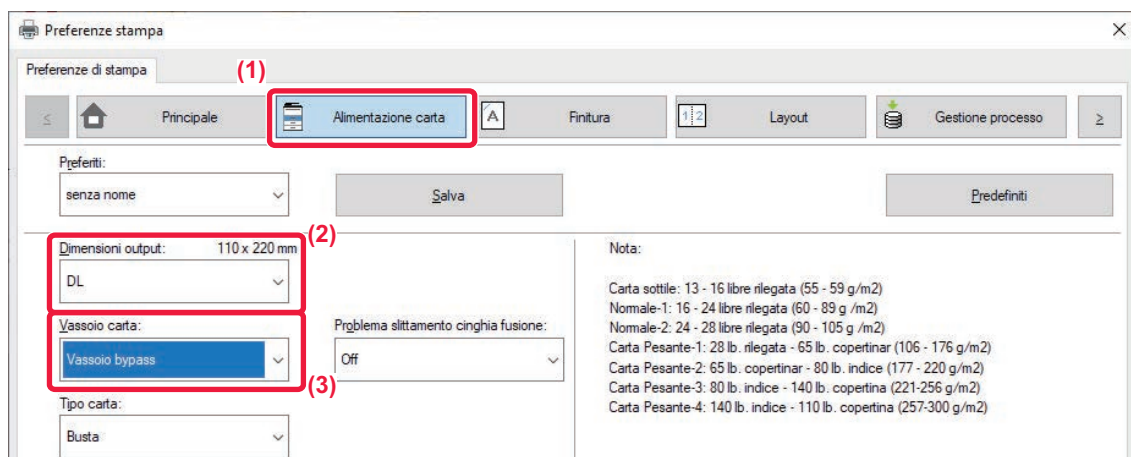 Preferenze stampa
Preferenze di stampa
(1)
<
Principale
Alimentazione carta
A
Finitura
1 2
Layout
Gestione processo
>
Preferiti:
senza nome
Salva
Predefiniti
Dimensioni output: 110 x 220 mm
(2)
DL
Vassoio carta:
Vassoio bypass
(3)
Problema slittamento cinghia fusione:
Off
Tipo carta:
Busta
Nota:
Carta sottile: 13 - 16 libre rilegata (55 - 59 g/m2)
Normale-1: 16 - 24 libre rilegata (60 - 89 g/m2)
Normale-2: 24 - 28 libre rilegata (90 - 105 g /m2)
Carta Pesante-1: 28 lb. rilegata - 65 lb. copertinar (106 - 176 g/m2)
Carta Pesante-2: 65 lb. copertinar - 80 lb. indice (177 - 220 g/m2)
Carta Pesante-3: 80 lb. indice - 140 lb. copertina (221-256 g/m2)
Carta Pesante-4: 140 lb. indice - 110 lb. copertina (257-300 g/m2)